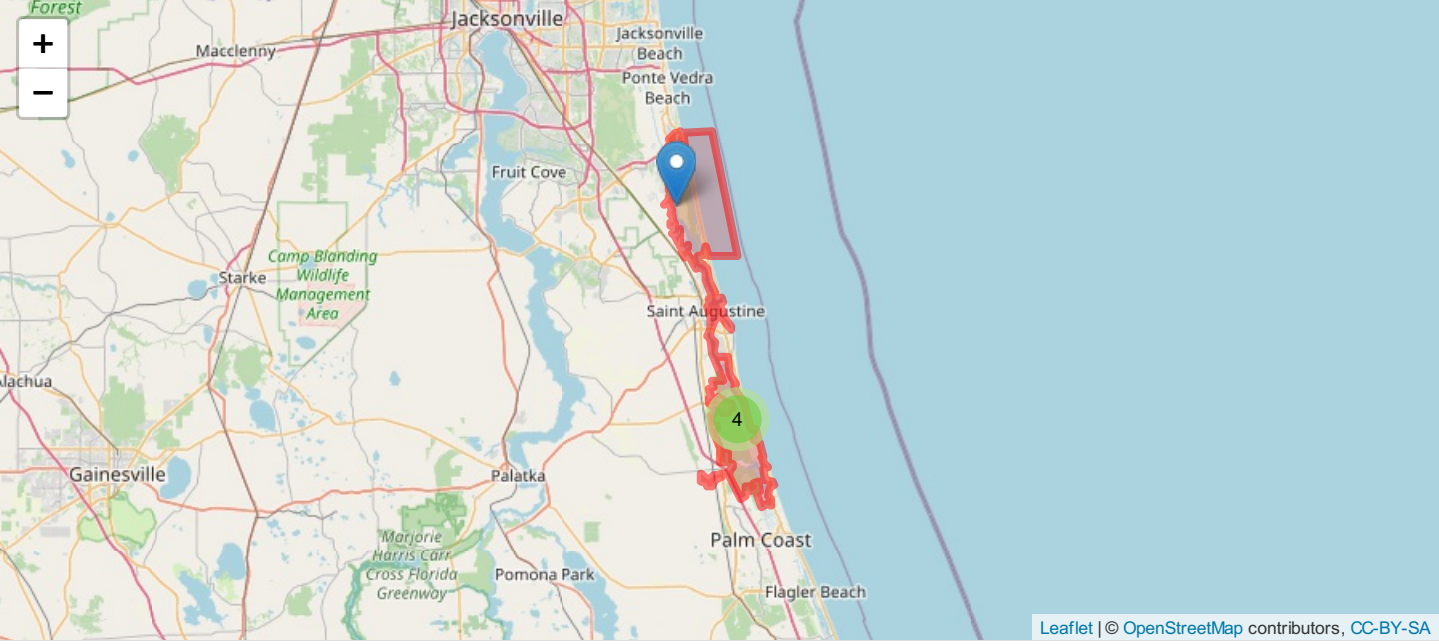 Forest
Jacksonville
+
Jacksonville
Beach
Macclenny
Ponte Vedra
Beach
−
Fruit Cove
Camp Blanding
Wildlife
Management
Area
Starke
Saint Augustine
Alachua
4
Gainesville
Palatka
Marjorie
Harris Carr
Cross Florida
Greenway
Palm Coast
Pomona Park
Flagler Beach
Leaflet | © OpenStreetMap contributors, CC-BY-SA